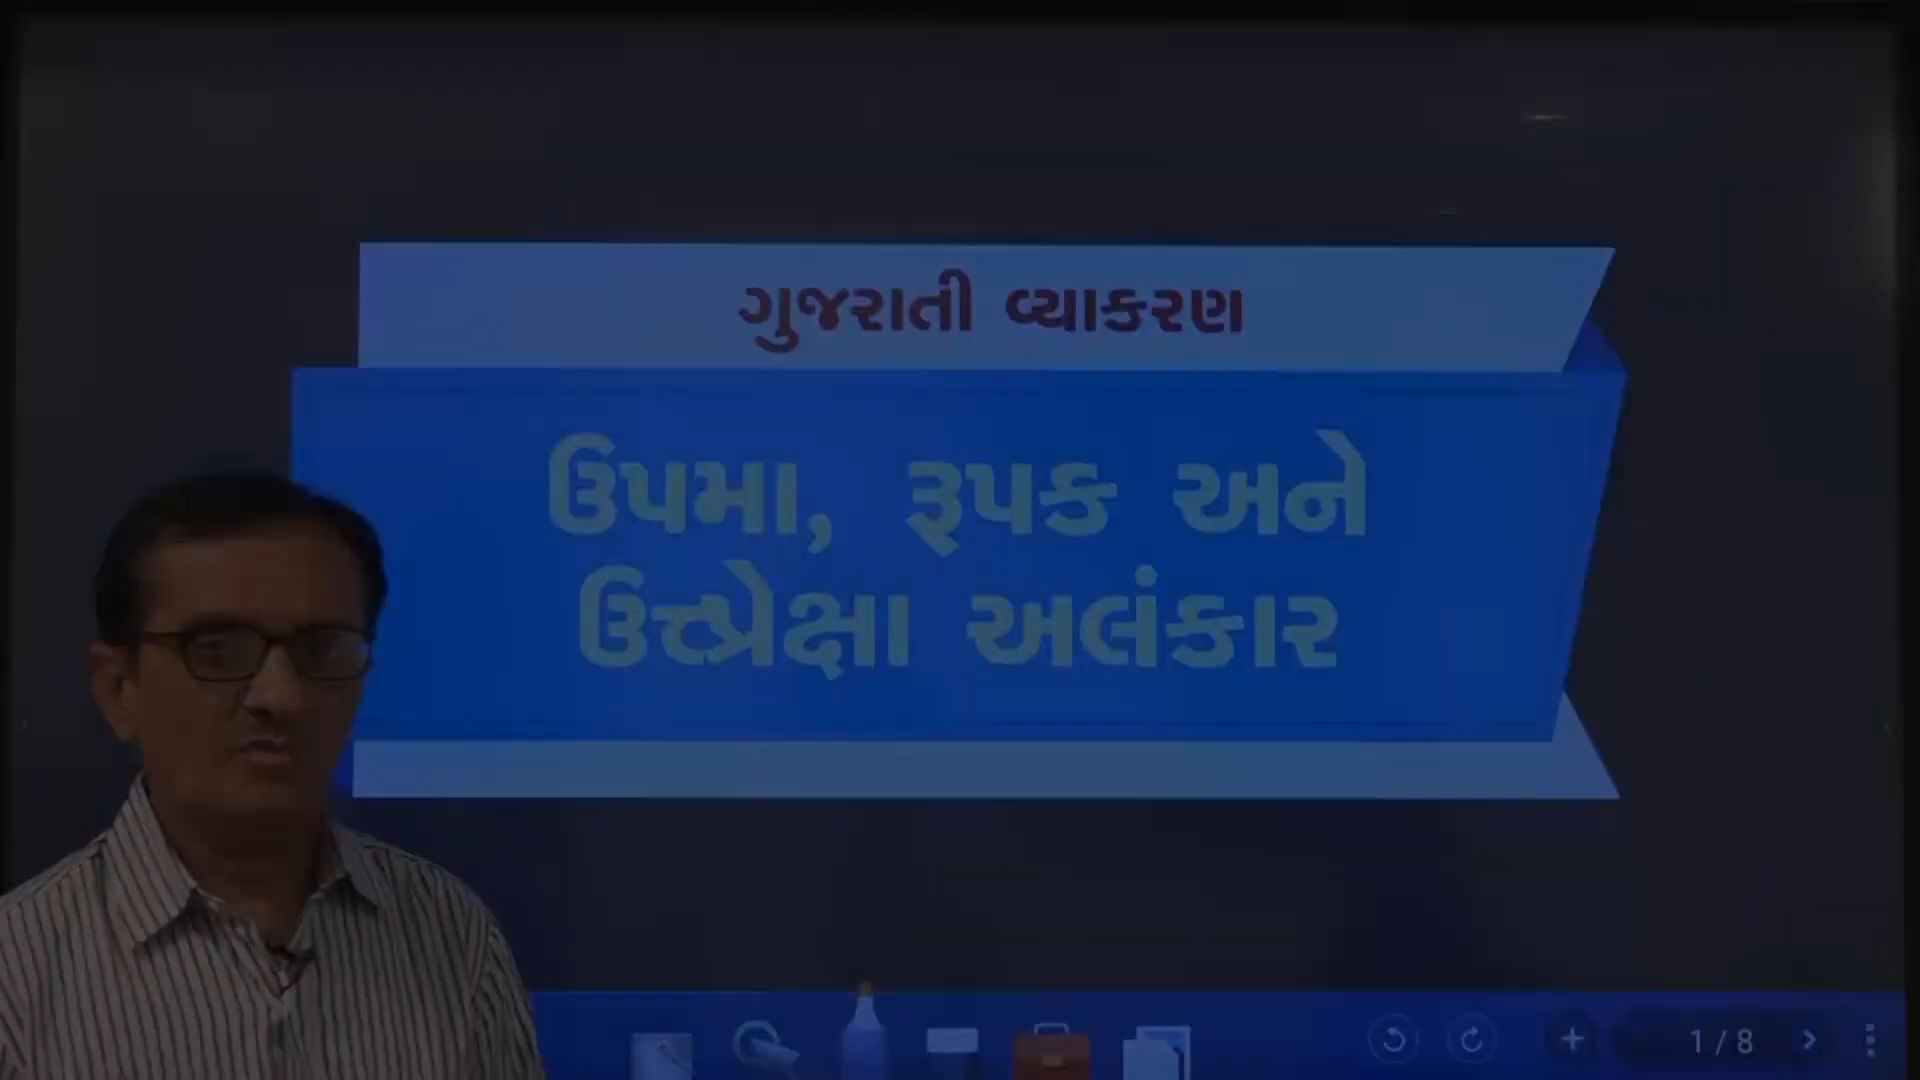 ગુજરાતી વ્યાકરણ
ઉપમા, રૂપક અને
ઉત્પ્રેક્ષા અલંકાર
1 / 8